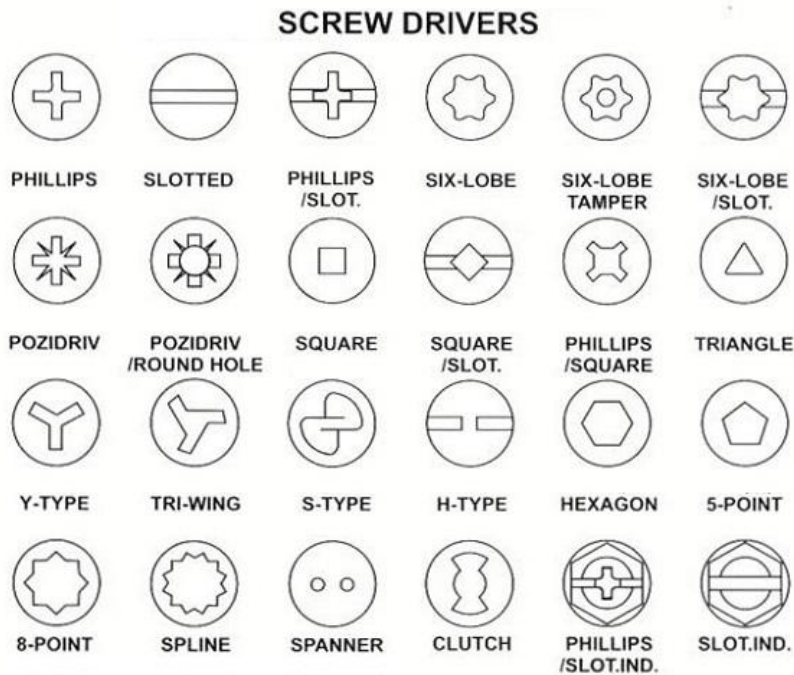 SCREW DRIVERS
PHILLIPS
SLOTTED
PHILLIPS
/SLOT.
SIX-LOBE
SIX-LOBE
TAMPER
SIX-LOBE
/SLOT.
POZIDRIV
POZIDRIV
/ROUND HOLE
SQUARE
SQUARE
/SLOT.
PHILLIPS
/SQUARE
TRIANGLE
Y-TYPE
TRI-WING
S-TYPE
H-TYPE
HEXAGON
5-POINT
8-POINT
SPLINE
SPANNER
CLUTCH
PHILLIPS
/SLOT.IND.
SLOT.IND.